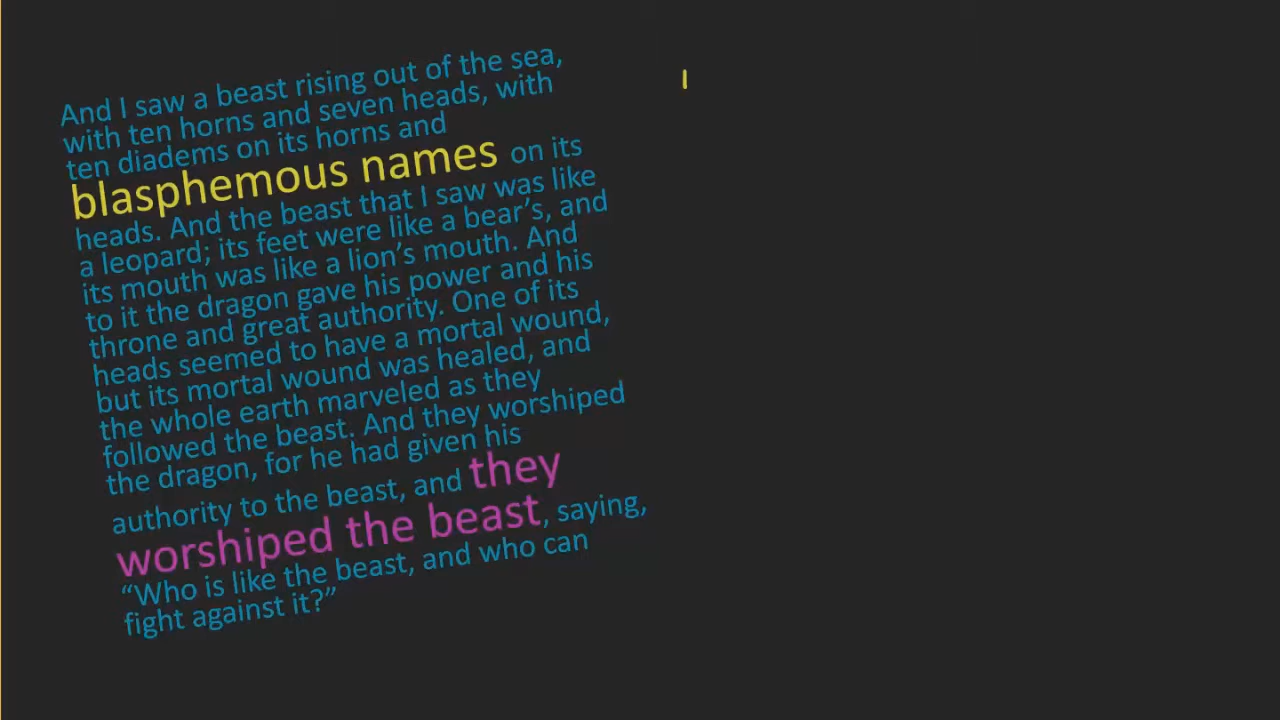 And I saw a beast rising out of the sea,
with ten horns and seven heads, with
ten diadems on its horns and
blasphemous names on its
heads. And the beast that I saw was like
a leopard; its feet were like a bear’s, and
its mouth was like a lion’s mouth. And
to it the dragon gave his power and his
throne and great authority. One of its
heads seemed to have a mortal wound,
but its mortal wound was healed, and
the whole earth marveled as they
followed the beast. And they worshiped
the dragon, for he had given his
authority to the beast, and they
worshiped the beast, saying,
“Who is like the beast, and who can
fight against it?”